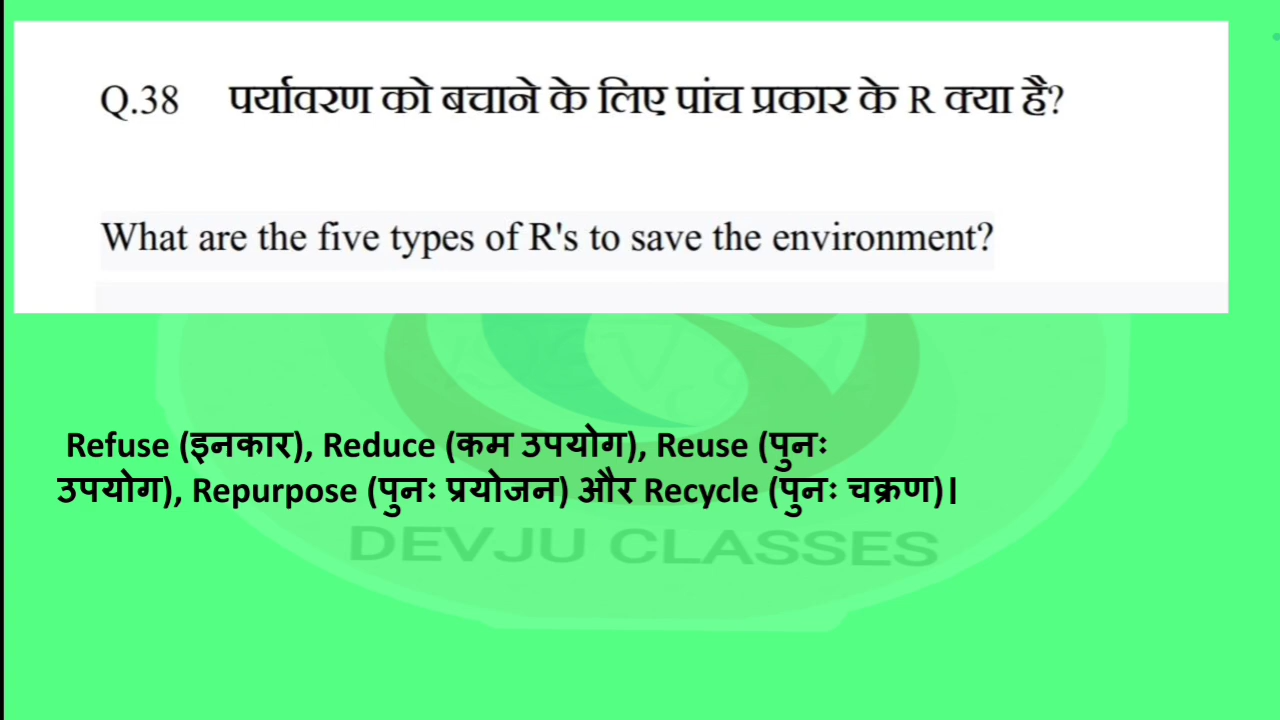 Q.38 पर्यावरण को बचाने के लिए पांच प्रकार के R क्या है?
What are the five types of R's to save the environment?
Refuse (इनकार), Reduce (कम उपयोग), Reuse (पुनः
उपयोग), Repurpose (पुनः प्रयोजन) और Recycle (पुनः चक्रण)।
DEVJU CLASSES